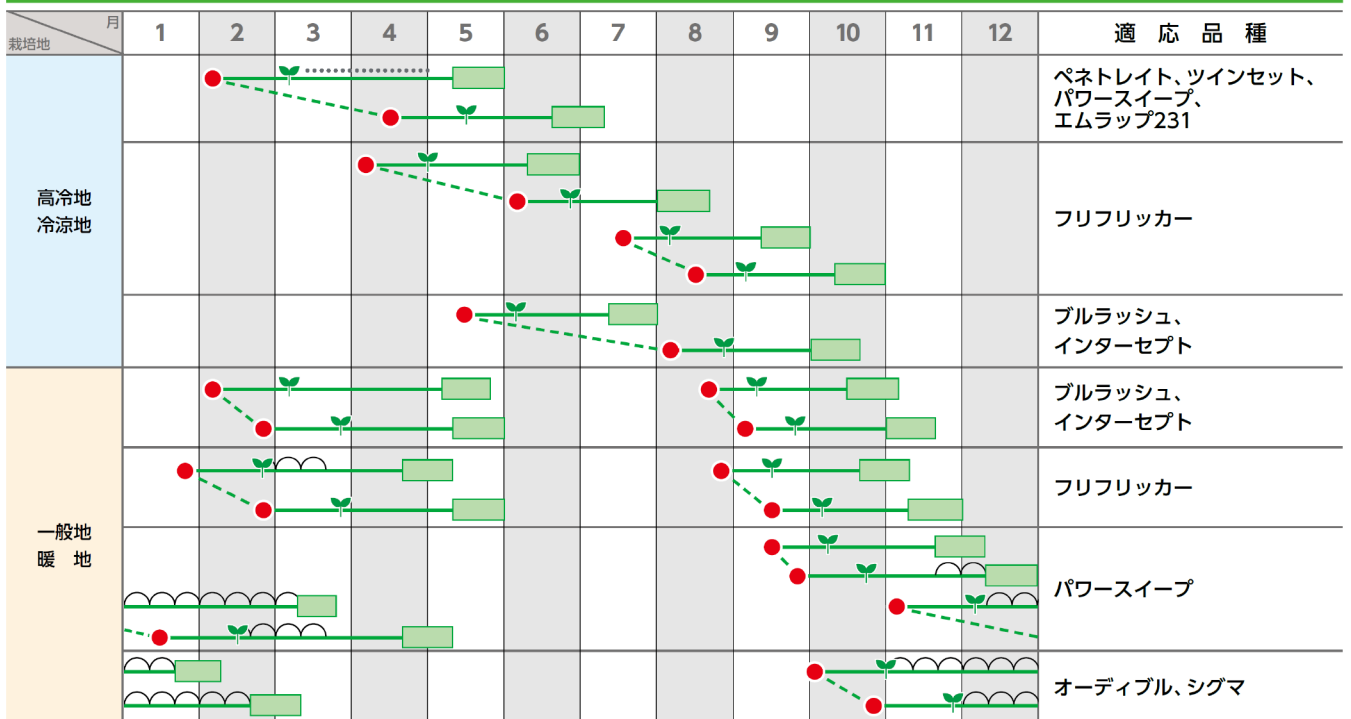 月
栽培地
1 2 3 4 5 6 7 8 9 10 11 12 適応品種
高冷地
冷涼地
ペネトレイト、ツインセット、
パワースイープ、
エムラップ231
フリフリッカー
ブルラッシュ、
インターセプト
一般地
暖 地
ブルラッシュ、
インターセプト
フリフリッカー
パワースイープ
オーディブル、シグマ